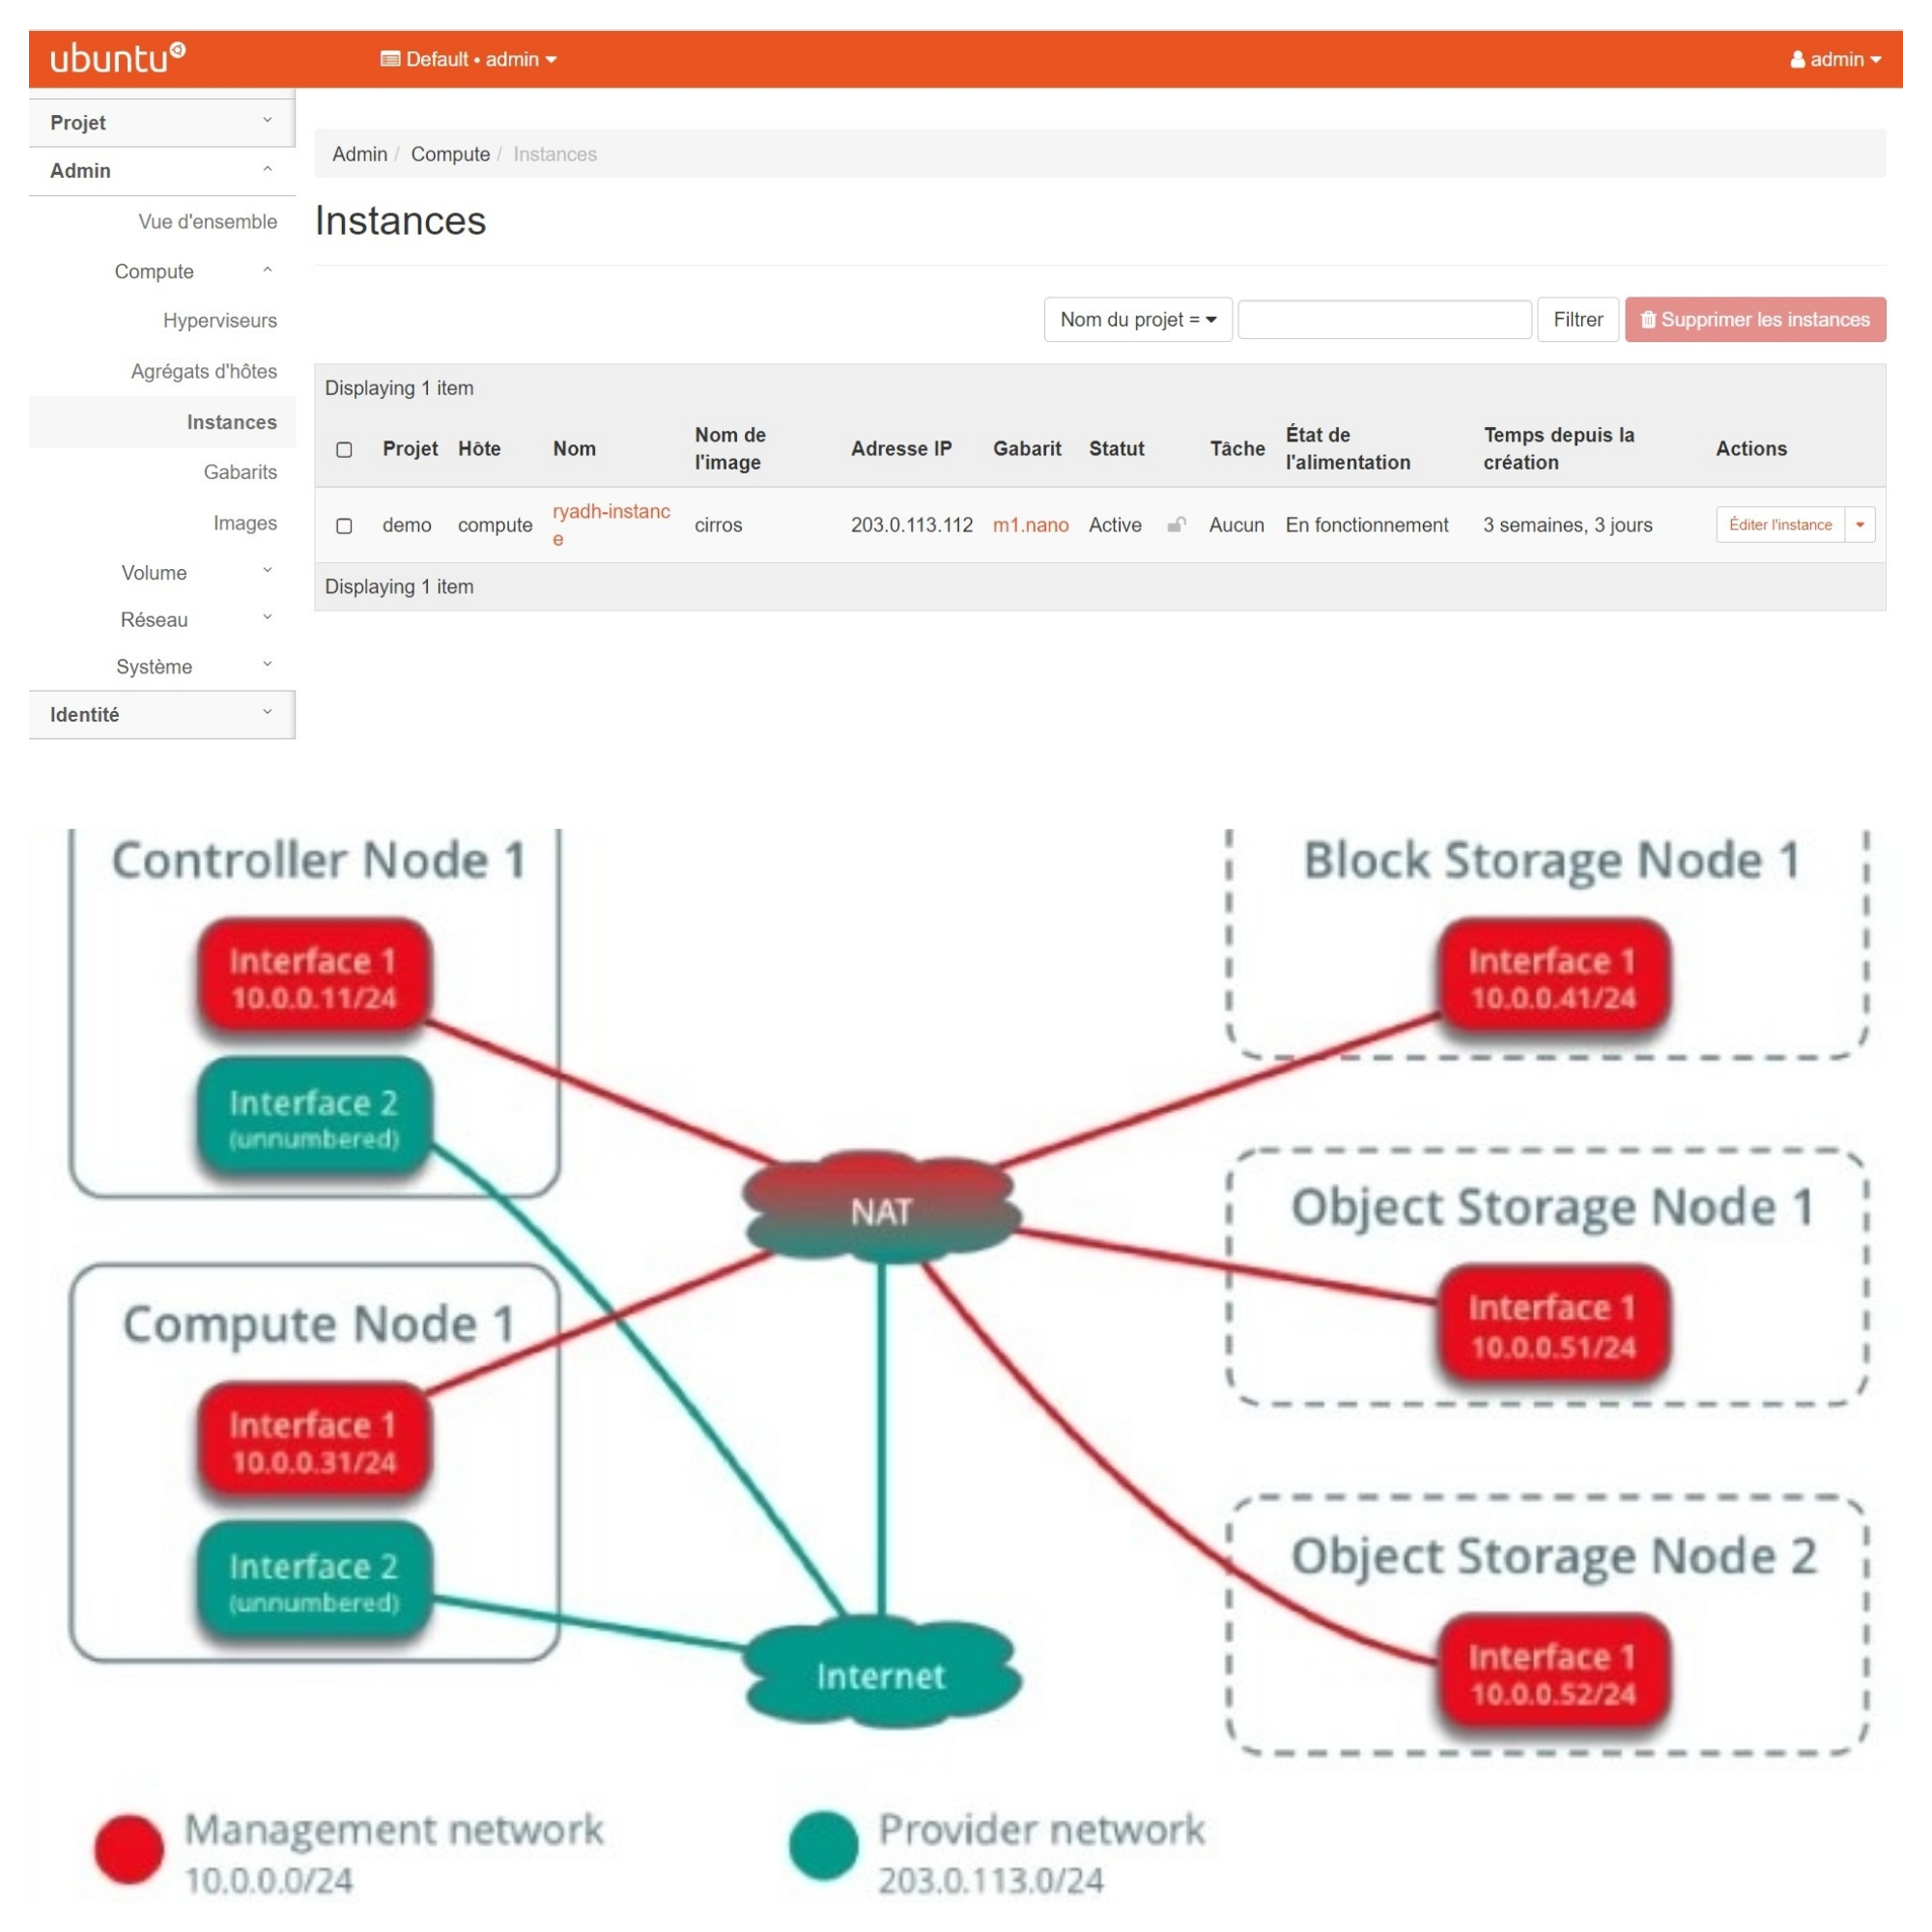 ubuntu
Default • admin
admin
Projet
Admin
Vue d'ensemble
Compute
Hyperviseurs
Agrégats d'hôtes
Instances
Gabarits
Images
Volume
Réseau
Système
Identité
Admin / Compute / Instances
Instances
Nom du projet =
Filtrer
Supprimer les instances
Displaying 1 item
Projet Hôte Nom Nom de l'image Adresse IP Gabarit Statut Tâche État de l'alimentation Temps depuis la création Actions
demo compute ryadh-instance cirros 203.0.113.112 m1.nano Active Aucun En fonctionnement 3 semaines, 3 jours Éditer l'instance
Displaying 1 item
Controller Node 1
Interface 1
10.0.0.11/24
Interface 2
(unnumbered)
Compute Node 1
Interface 1
10.0.0.31/24
Interface 2
(unnumbered)
NAT
Internet
Block Storage Node 1
Interface 1
10.0.0.41/24
Object Storage Node 1
Interface 1
10.0.0.51/24
Object Storage Node 2
Interface 1
10.0.0.52/24
Management network
10.0.0.0/24
Provider network
203.0.113.0/24